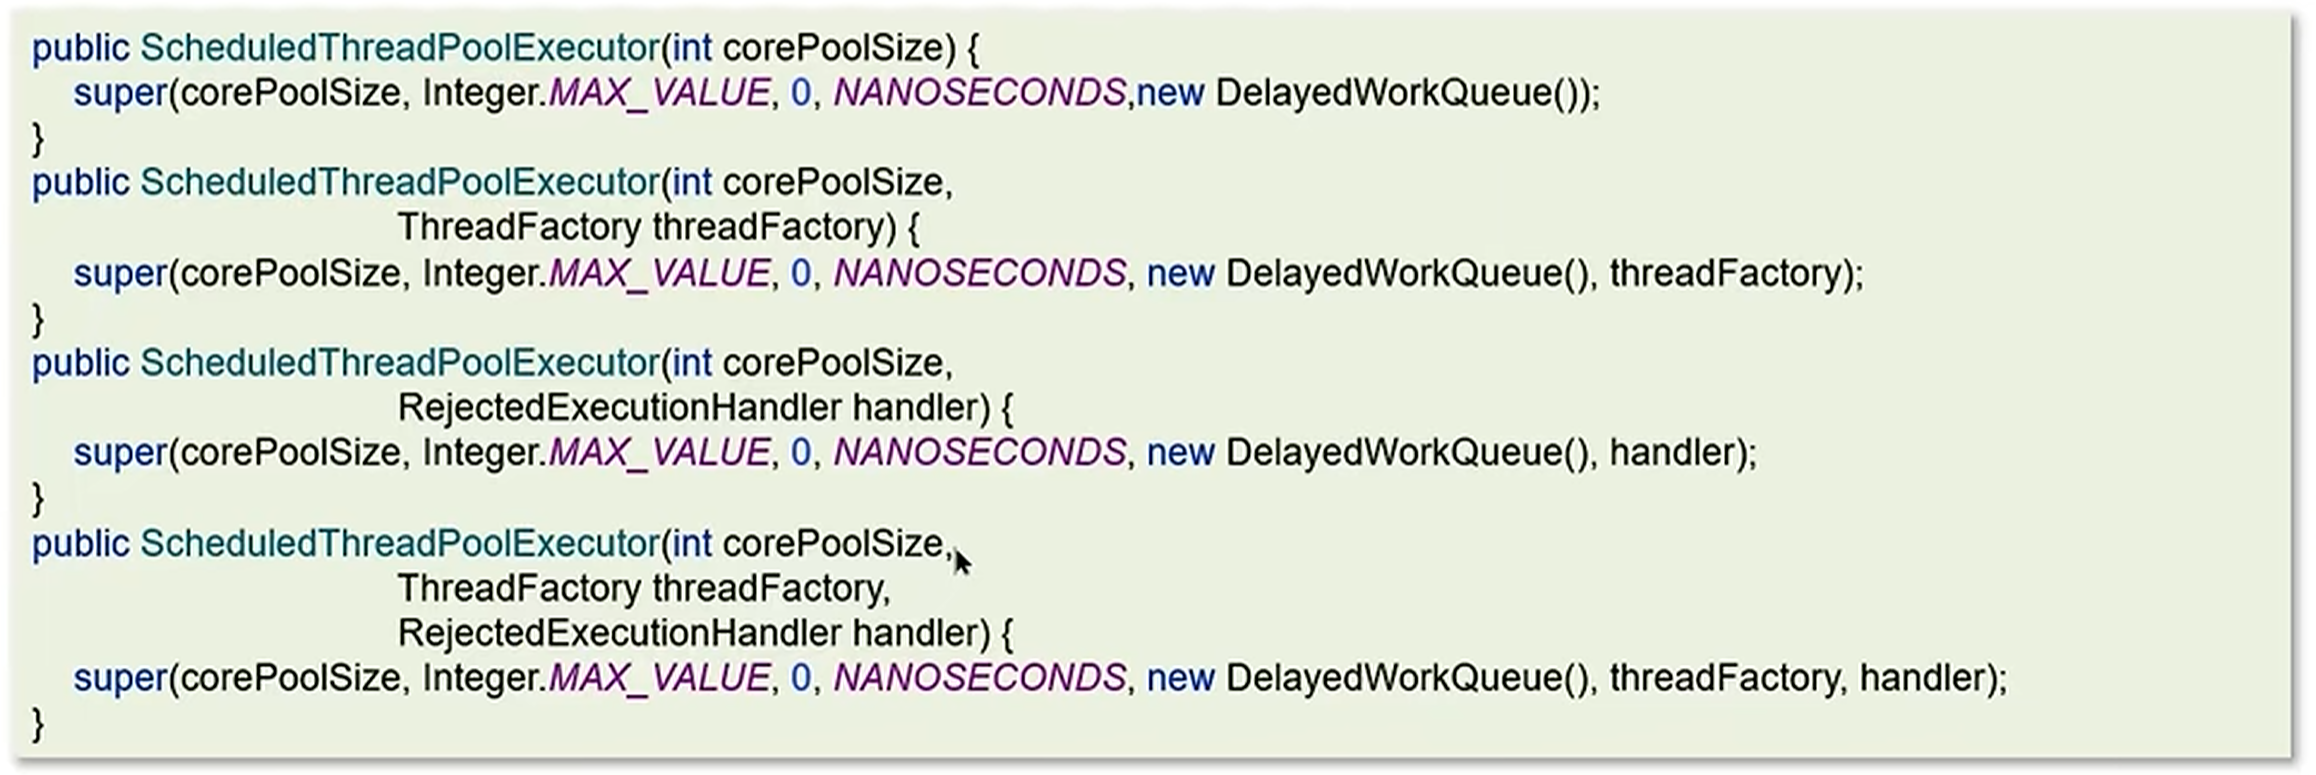 public ScheduledThreadPoolExecutor(int corePoolSize) {
super(corePoolSize, Integer.MAX_VALUE, 0, NANOSECONDS,new DelayedWorkQueue());
}
public ScheduledThreadPoolExecutor(int corePoolSize,
ThreadFactory threadFactory) {
super(corePoolSize, Integer.MAX_VALUE, 0, NANOSECONDS, new DelayedWorkQueue(), threadFactory);
}
public ScheduledThreadPoolExecutor(int corePoolSize,
RejectedExecutionHandler handler) {
super(corePoolSize, Integer.MAX_VALUE, 0, NANOSECONDS, new DelayedWorkQueue(), handler);
}
public ScheduledThreadPoolExecutor(int corePoolSize,
ThreadFactory threadFactory,
RejectedExecutionHandler handler) {
super(corePoolSize, Integer.MAX_VALUE, 0, NANOSECONDS, new DelayedWorkQueue(), threadFactory, handler);
}